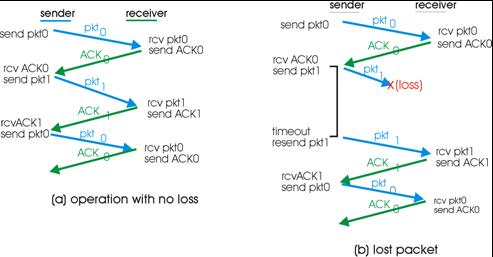 sender
receiver
send pkt0
pkt 0
rcv pkt0
send ACK0
ACK 0
rcv ACK0
send pkt1
pkt 1
rcv pkt1
send ACK1
ACK 1
rcvACK1
send pkt0
pkt 0
rcv pkt0
send ACK0
ACK 0
(a) operation with no loss
sender
receiver
send pkt0
pkt 0
rcv pkt0
send ACK0
ACK 0
rcv ACK0
send pkt1
pkt 1
X(loss)
timeout
resend pkt1
pkt 1
rcv pkt1
send ACK1
ACK 1
rcvACK1
send pkt0
pkt 0
rcv pkt0
send ACK0
ACK 0
(b) lost packet